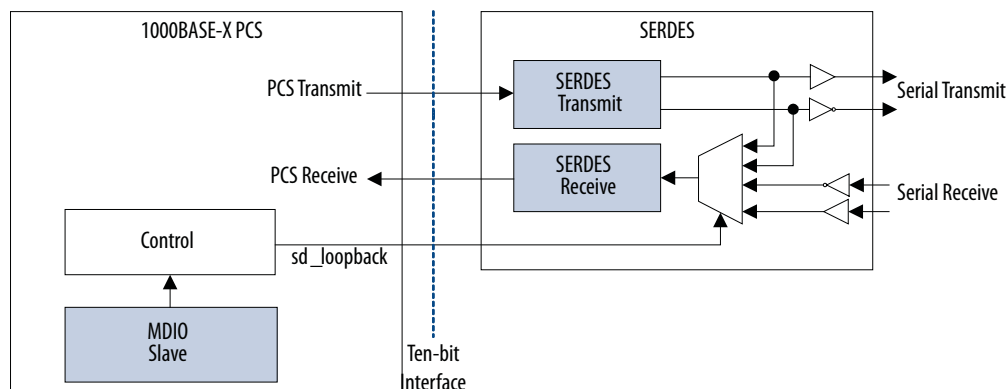 1000BASE-X PCS
SERDES
PCS Transmit
SERDES
Transmit
Serial Transmit
PCS Receive
SERDES
Receive
Serial Receive
Control
sd_loopback
MDIO
Slave
Ten-bit
Interface